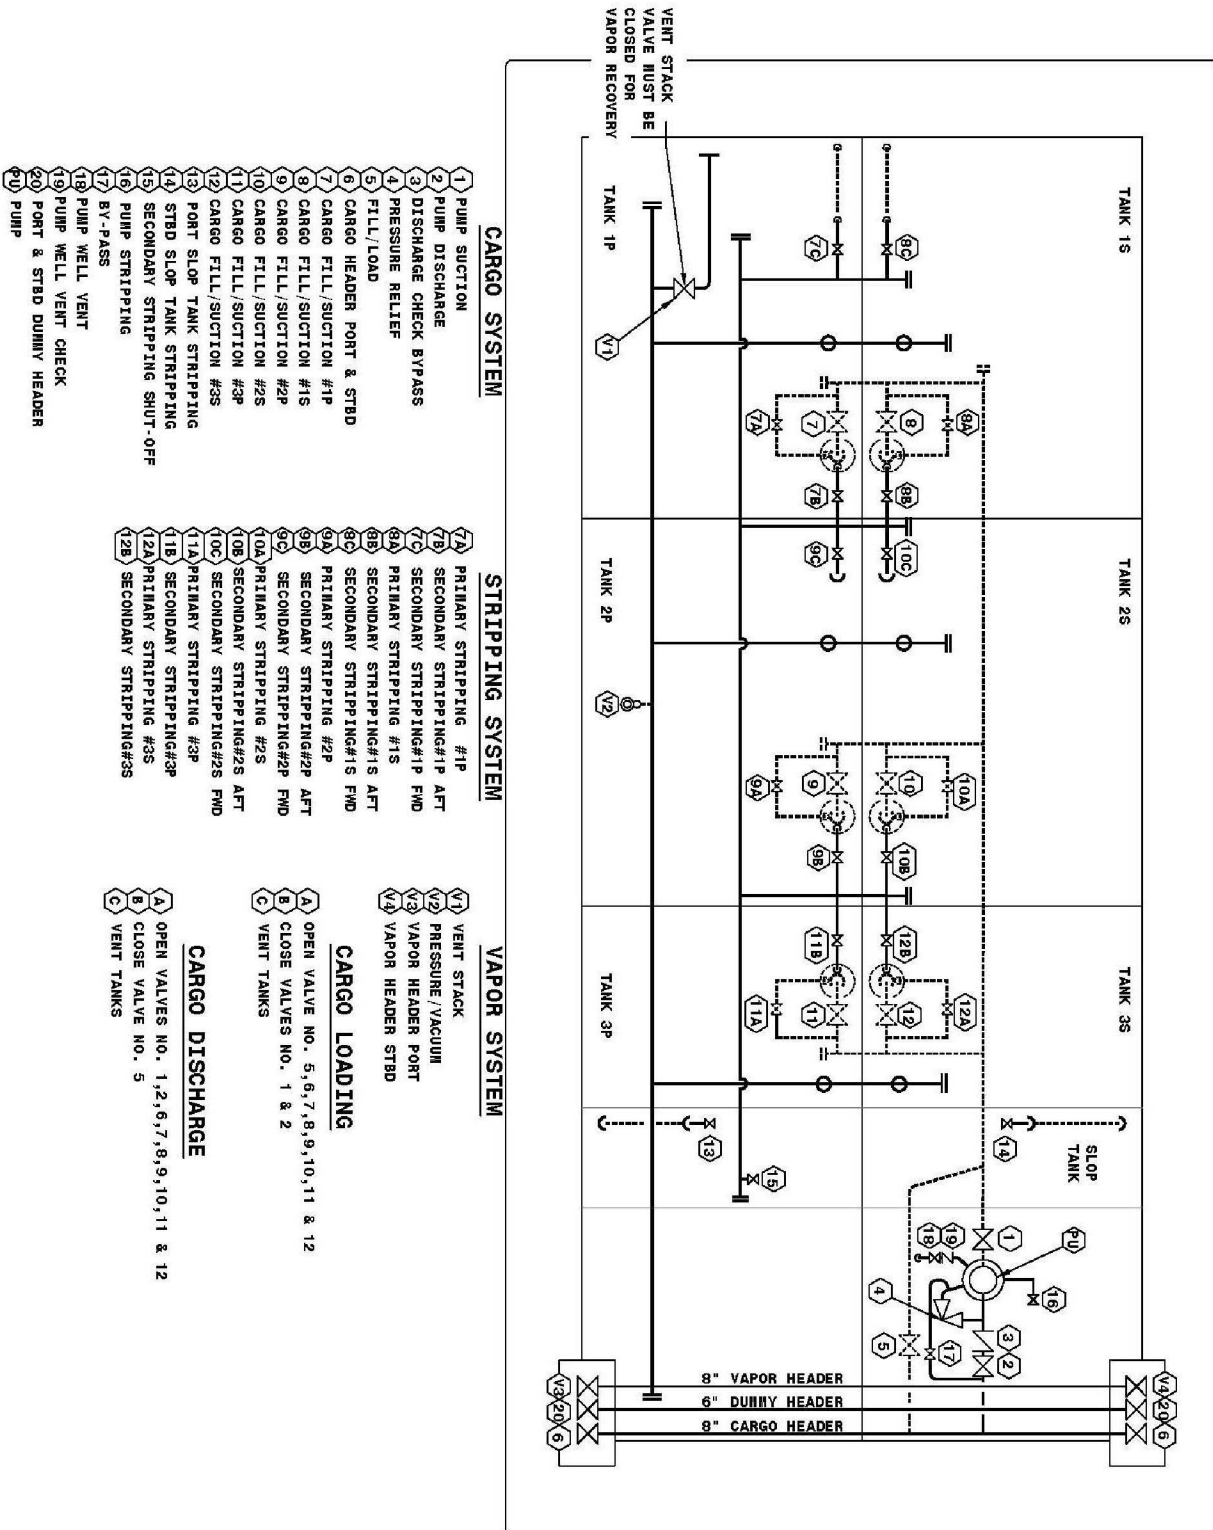 VENT STACK
VALVE MUST BE
CLOSED FOR
VAPOR RECOVERY
TANK 1S
TANK 2S
TANK 3S
SLOP
TANK
TANK 1P
TANK 2P
TANK 3P
8C
7C
V1
8A
8
7
7A
8B
7B
10C
9C
V2
10A
10
9
9A
10B
9B
12B
11B
12A
12
11
11A
14
13
15
1
PU
19
18
16
4
3
2
17
5
8" VAPOR HEADER
6" DUMMY HEADER
8" CARGO HEADER
V4
20
6
V3
20
6
CARGO SYSTEM
1 PUMP SUCTION
2 PUMP DISCHARGE
3 DISCHARGE CHECK BYPASS
4 PRESSURE RELIEF
5 FILL/LOAD
6 CARGO HEADER PORT & STBD
7 CARGO FILL/SUCTION #1P
8 CARGO FILL/SUCTION #1S
9 CARGO FILL/SUCTION #2P
10 CARGO FILL/SUCTION #2S
11 CARGO FILL/SUCTION #3P
12 CARGO FILL/SUCTION #3S
13 PORT SLOP TANK STRIPPING
14 STBD SLOP TANK STRIPPING
15 SECONDARY STRIPPING SHUT-OFF
16 PUMP STRIPPING
17 BY-PASS
18 PUMP WELL VENT
19 PUMP WELL VENT CHECK
20 PORT & STBD DUMMY HEADER
PU PUMP
STRIPPING SYSTEM
7A PRIMARY STRIPPING #1P
7B SECONDARY STRIPPING#1P AFT
7C SECONDARY STRIPPING#1P FWD
8A PRIMARY STRIPPING #1S
8B SECONDARY STRIPPING#1S AFT
8C SECONDARY STRIPPING#1S FWD
9A PRIMARY STRIPPING #2P
9B SECONDARY STRIPPING#2P AFT
9C SECONDARY STRIPPING#2P FWD
10A PRIMARY STRIPPING #2S
10B SECONDARY STRIPPING#2S AFT
10C SECONDARY STRIPPING#2S FWD
11A PRIMARY STRIPPING #3P
11B SECONDARY STRIPPING#3P
12A PRIMARY STRIPPING #3S
12B SECONDARY STRIPPING#3S
VAPOR SYSTEM
V1 VENT STACK
V2 PRESSURE/VACUUM
V3 VAPOR HEADER PORT
V4 VAPOR HEADER STBD
CARGO LOADING
A OPEN VALVE NO. 5,6,7,8,9,10,11 & 12
B CLOSE VALVES NO. 1 & 2
C VENT TANKS
CARGO DISCHARGE
A OPEN VALVES NO. 1,2,6,7,8,9,10,11 & 12
B CLOSE VALVE NO. 5
C VENT TANKS